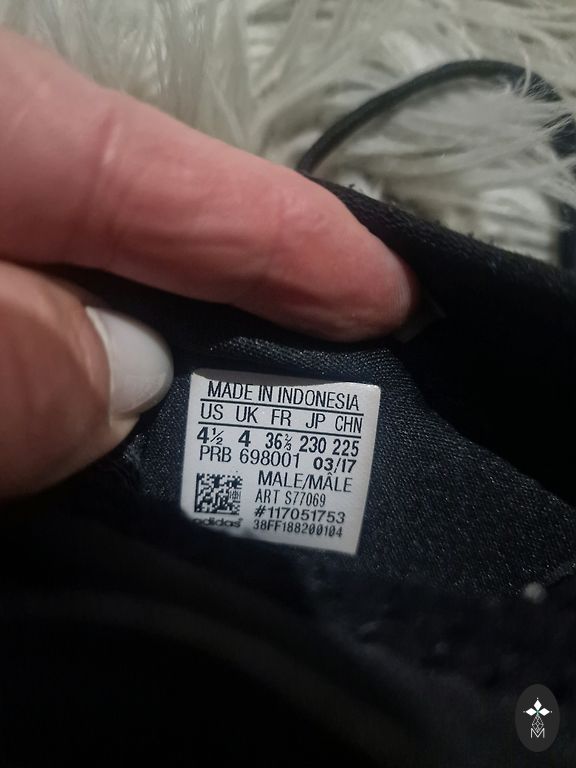 MADE IN INDONESIA
US UK FR JP CHN
4½ 4 36⅔ 230 225
PRB 698001 03/17
MALE/MÂLE
ART S77069
#117051753
adidas 38FF188200104
M